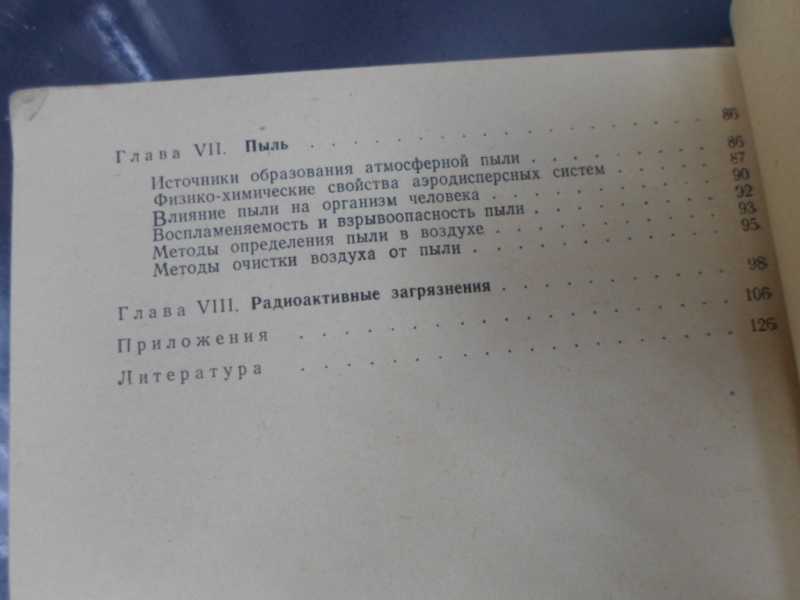 Глава VII. Пыль . . . . . . . . . . . . . . . . . 86
Источники образования атмосферной пыли . . . . . . . 86
Физико-химические свойства аэродисперсных систем . . . . 87
Влияние пыли на организм человека . . . . . . . . . 90
Воспламеняемость и взрывоопасность пыли . . . . . . . 92
Методы определения пыли в воздухе . . . . . . . . . 93
Методы очистки воздуха от пыли . . . . . . . . . . 95
Глава VIII. Радиоактивные загрязнения . . . . . . . . . 98
Приложения . . . . . . . . . . . . . . . . . 106
Литература . . . . . . . . . . . . . . . . . 126